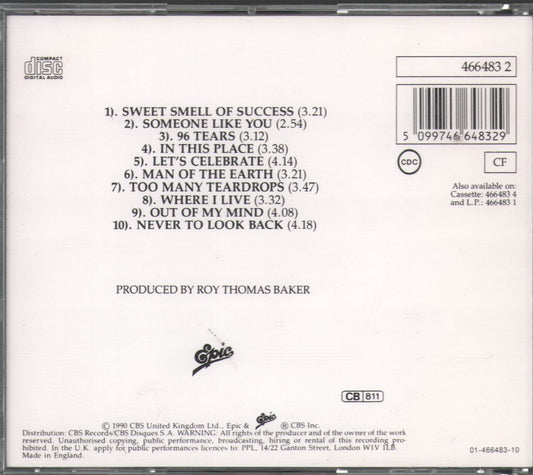 COMPACT
disc
DIGITAL AUDIO
466483 2
5 099746 648329
CDC
CF
Also available on:
Cassette: 466483 4
and L.P.: 466483 1
1). SWEET SMELL OF SUCCESS (3.21)
2). SOMEONE LIKE YOU (2.54)
3). 96 TEARS (3.12)
4). IN THIS PLACE (3.38)
5). LET'S CELEBRATE (4.14)
6). MAN OF THE EARTH (3.21)
7). TOO MANY TEARDROPS (3.47)
8). WHERE I LIVE (3.32)
9). OUT OF MY MIND (4.08)
10). NEVER TO LOOK BACK (4.18)
PRODUCED BY ROY THOMAS BAKER
Epic
CB 811
© 1990 CBS United Kingdom Ltd., Epic & Epic ® CBS Inc.
Distribution: CBS Records/CBS Disques S.A. WARNING: All rights of the producer and of the owner of the work
reserved. Unauthorised copying, public performance, broadcasting, hiring or rental of this recording pro-
hibited. In the U.K. apply for public performances licences to: PPL, 14/22 Ganton Street, London W1V 1LB.
Made in England.
01-466483-10